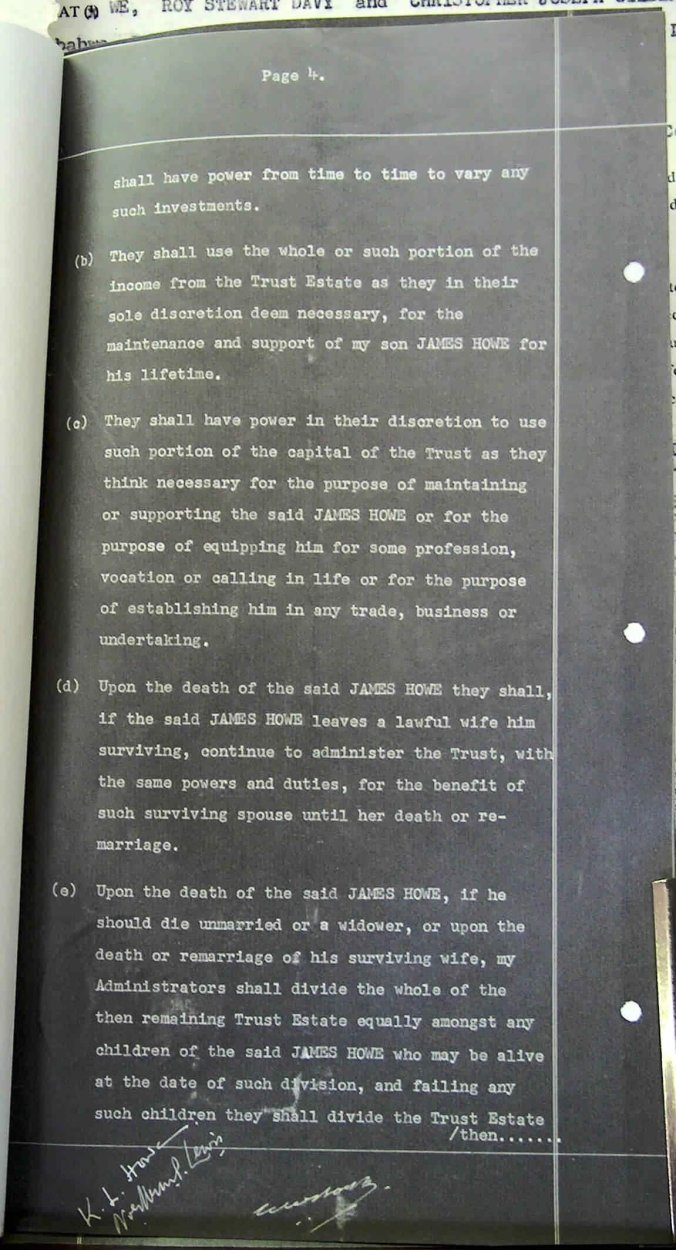 AT (A) WE, ROY STEWART DAVY and
Page 4.
shall have power from time to time to vary any
such investments.
(b) They shall use the whole or such portion of the
income from the Trust Estate as they in their
sole discretion deem necessary, for the
maintenance and support of my son JAMES HOWE for
his lifetime.
(c) They shall have power in their discretion to use
such portion of the capital of the Trust as they
think necessary for the purpose of maintaining
or supporting the said JAMES HOWE or for the
purpose of equipping him for some profession,
vocation or calling in life or for the purpose
of establishing him in any trade, business or
undertaking.
(d) Upon the death of the said JAMES HOWE they shall,
if the said JAMES HOWE leaves a lawful wife him
surviving, continue to administer the Trust, with
the same powers and duties, for the benefit of
such surviving spouse until her death or re-
marriage.
(e) Upon the death of the said JAMES HOWE, if he
should die unmarried or a widower, or upon the
death or remarriage of his surviving wife, my
Administrators shall divide the whole of the
then remaining Trust Estate equally amongst any
children of the said JAMES HOWE who may be alive
at the date of such division, and failing any
such children they shall divide the Trust Estate
/then.......
K. L. Howe
Lewis